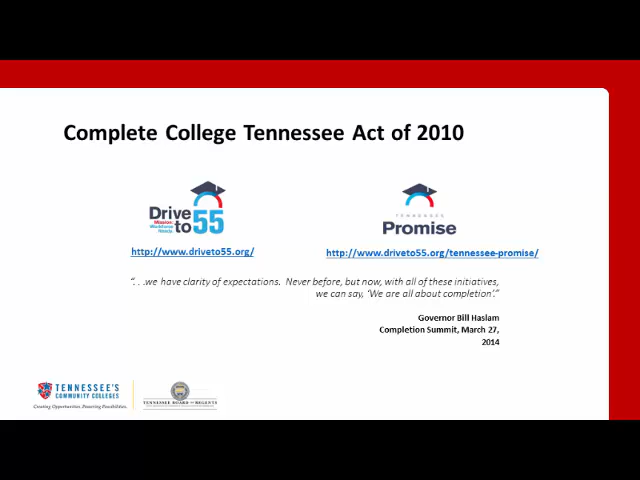 Complete College Tennessee Act of 2010
Drive
to 55
Mission:
Workforce
Ready
TENNESSEE
Promise
http://www.driveto55.org/
http://www.driveto55.org/tennessee-promise/
“. . .we have clarity of expectations. Never before, but now, with all of these initiatives,
we can say, ‘We are all about completion’.”
Governor Bill Haslam
Completion Summit, March 27,
2014
TENNESSEE'S
COMMUNITY COLLEGES
Creating Opportunities. Powering Possibilities.
TENNESSEE BOARD OF REGENTS